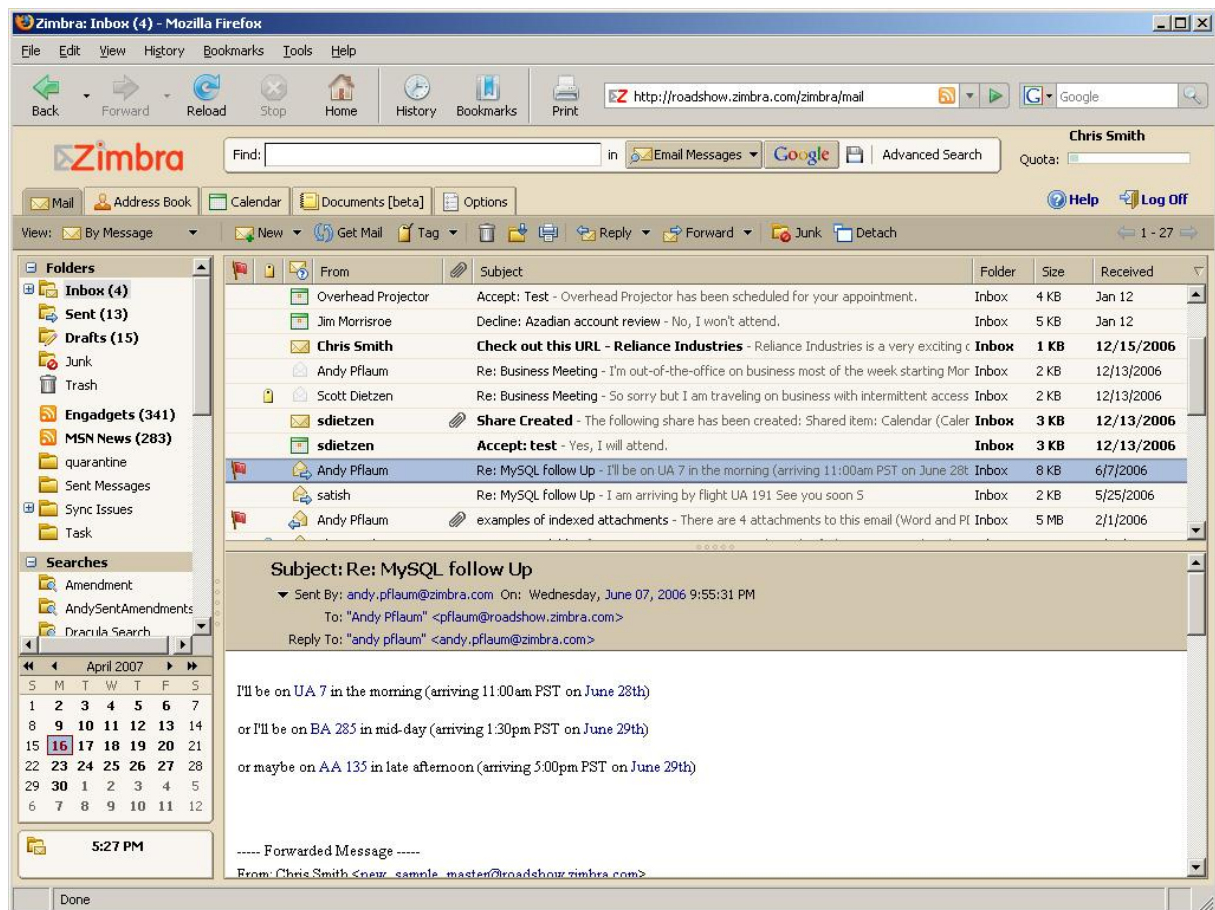 Zimbra: Inbox (4) - Mozilla Firefox
File Edit View History Bookmarks Tools Help
Back Forward Reload Stop Home History Bookmarks Print http://roadshow.zimbra.com/zimbra/mail G Google
Chris Smith
Zimbra Find: in Email Messages Google Advanced Search Quota:
Mail Address Book Calendar Documents [beta] Options Help Log Off
View: By Message New Get Mail Tag Reply Forward Junk Detach 1 - 27
Folders
Inbox (4)
Sent (13)
Drafts (15)
Junk
Trash
Engadgets (341)
MSN News (283)
quarantine
Sent Messages
Sync Issues
Task
Searches
Amendment
AndySentAmendments
Dracula Search
April 2007
S M T W T F S
1 2 3 4 5 6 7
8 9 10 11 12 13 14
15 16 17 18 19 20 21
22 23 24 25 26 27 28
29 30 1 2 3 4 5
6 7 8 9 10 11 12
5:27 PM
From Subject Folder Size Received
Overhead Projector Accept: Test - Overhead Projector has been scheduled for your appointment. Inbox 4 KB Jan 12
Jim Morrisroe Decline: Azadian account review - No, I won't attend. Inbox 5 KB Jan 12
Chris Smith Check out this URL - Reliance Industries - Reliance Industries is a very exciting c Inbox 1 KB 12/15/2006
Andy Pflaum Re: Business Meeting - I'm out-of-the-office on business most of the week starting Mor Inbox 2 KB 12/13/2006
Scott Dietzen Re: Business Meeting - So sorry but I am traveling on business with intermittent access Inbox 2 KB 12/13/2006
sdietzen Share Created - The following share has been created: Shared item: Calendar (Caler Inbox 3 KB 12/13/2006
sdietzen Accept: test - Yes, I will attend. Inbox 3 KB 12/13/2006
Andy Pflaum Re: MySQL follow Up - I'll be on UA 7 in the morning (arriving 11:00am PST on June 28t Inbox 8 KB 6/7/2006
satish Re: MySQL follow Up - I am arriving by flight UA 191 See you soon S Inbox 2 KB 5/25/2006
Andy Pflaum examples of indexed attachments - There are 4 attachments to this email (Word and PI Inbox 5 MB 2/1/2006
Subject: Re: MySQL follow Up
Sent By: andy.pflaum@zimbra.com On: Wednesday, June 07, 2006 9:55:31 PM
To: "Andy Pflaum" <pflaum@roadshow.zimbra.com>
Reply To: "andy pflaum" <andy.pflaum@zimbra.com>
I'll be on UA 7 in the morning (arriving 11:00am PST on June 28th)
or I'll be on BA 285 in mid-day (arriving 1:30pm PST on June 29th)
or maybe on AA 135 in late afternoon (arriving 5:00pm PST on June 29th)
----- Forwarded Message -----
From: Chris Smith <new_sample_master@roadshow.zimbra.com>
Done